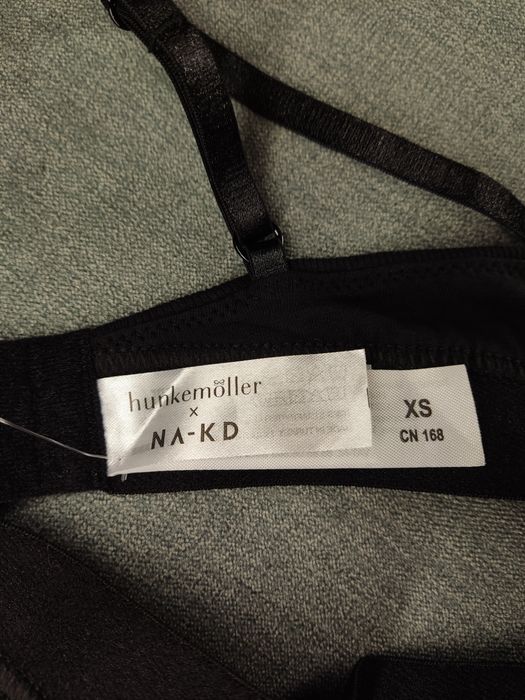 hunkemöller
x
NA-KD
XS
CN 168